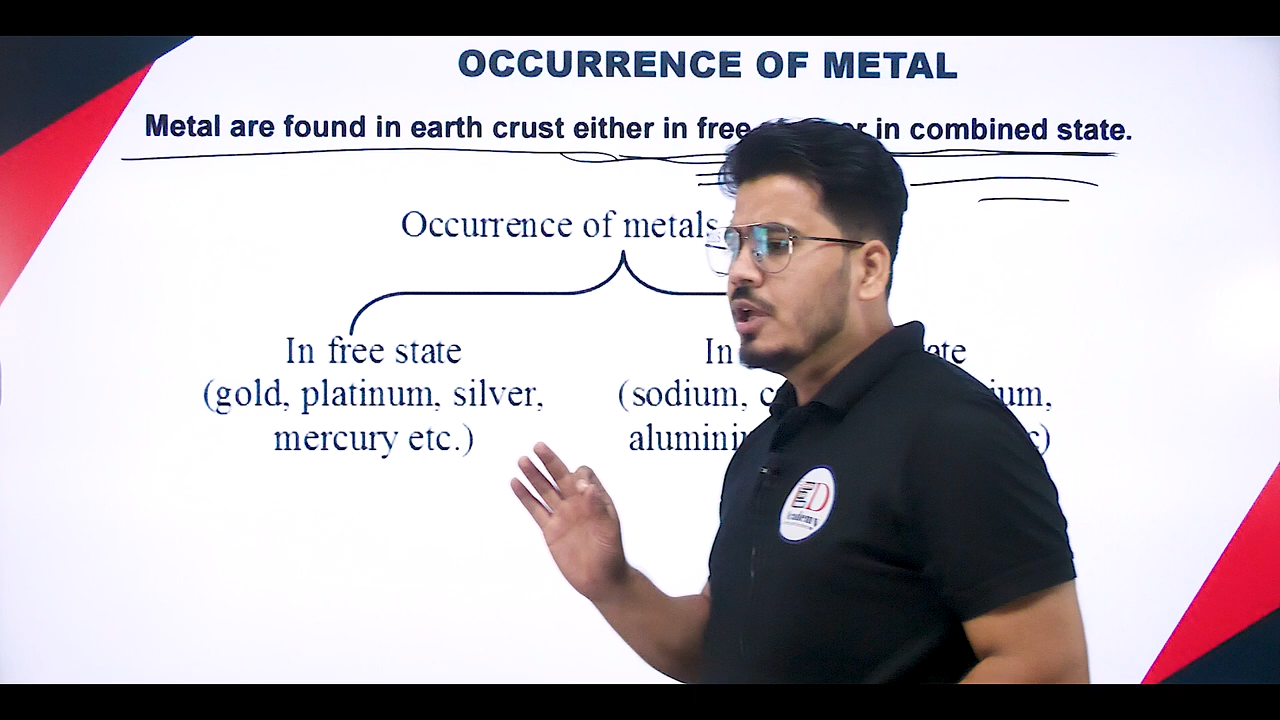 OCCURRENCE OF METAL
Metal are found in earth crust either in free or in combined state.
Occurrence of metals
In free state
In
(gold, platinum, silver,
(sodium,
mercury etc.)